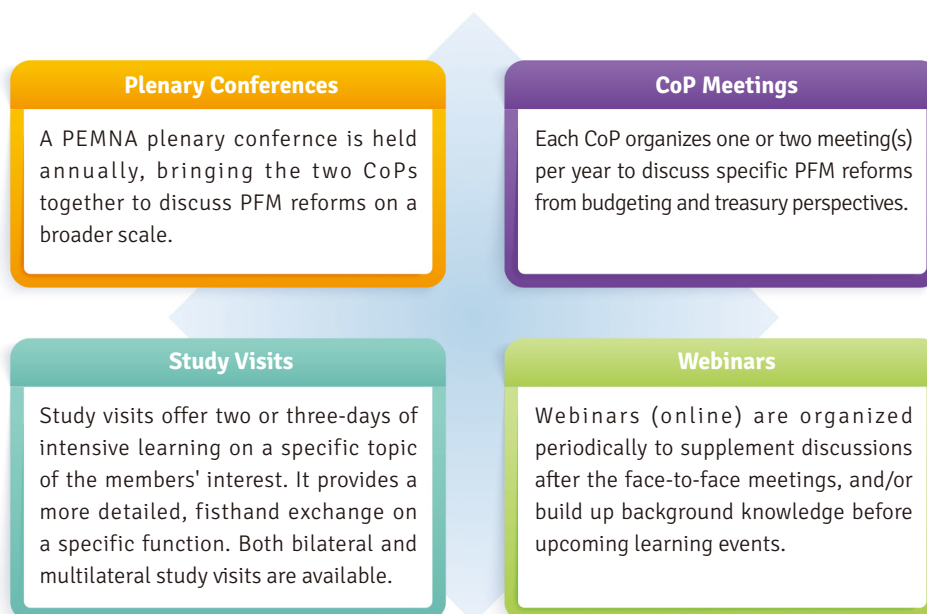 Plenary Conferences
A PEMNA plenary confernce is held
annually, bringing the two CoPs
together to discuss PFM reforms on a
broader scale.
CoP Meetings
Each CoP organizes one or two meeting(s)
per year to discuss specific PFM reforms
from budgeting and treasury perspectives.
Study Visits
Study visits offer two or three-days of
intensive learning on a specific topic
of the members' interest. It provides a
more detailed, fisthand exchange on
a specific function. Both bilateral and
multilateral study visits are available.
Webinars
Webinars (online) are organized
periodically to supplement discussions
after the face-to-face meetings, and/or
build up background knowledge before
upcoming learning events.